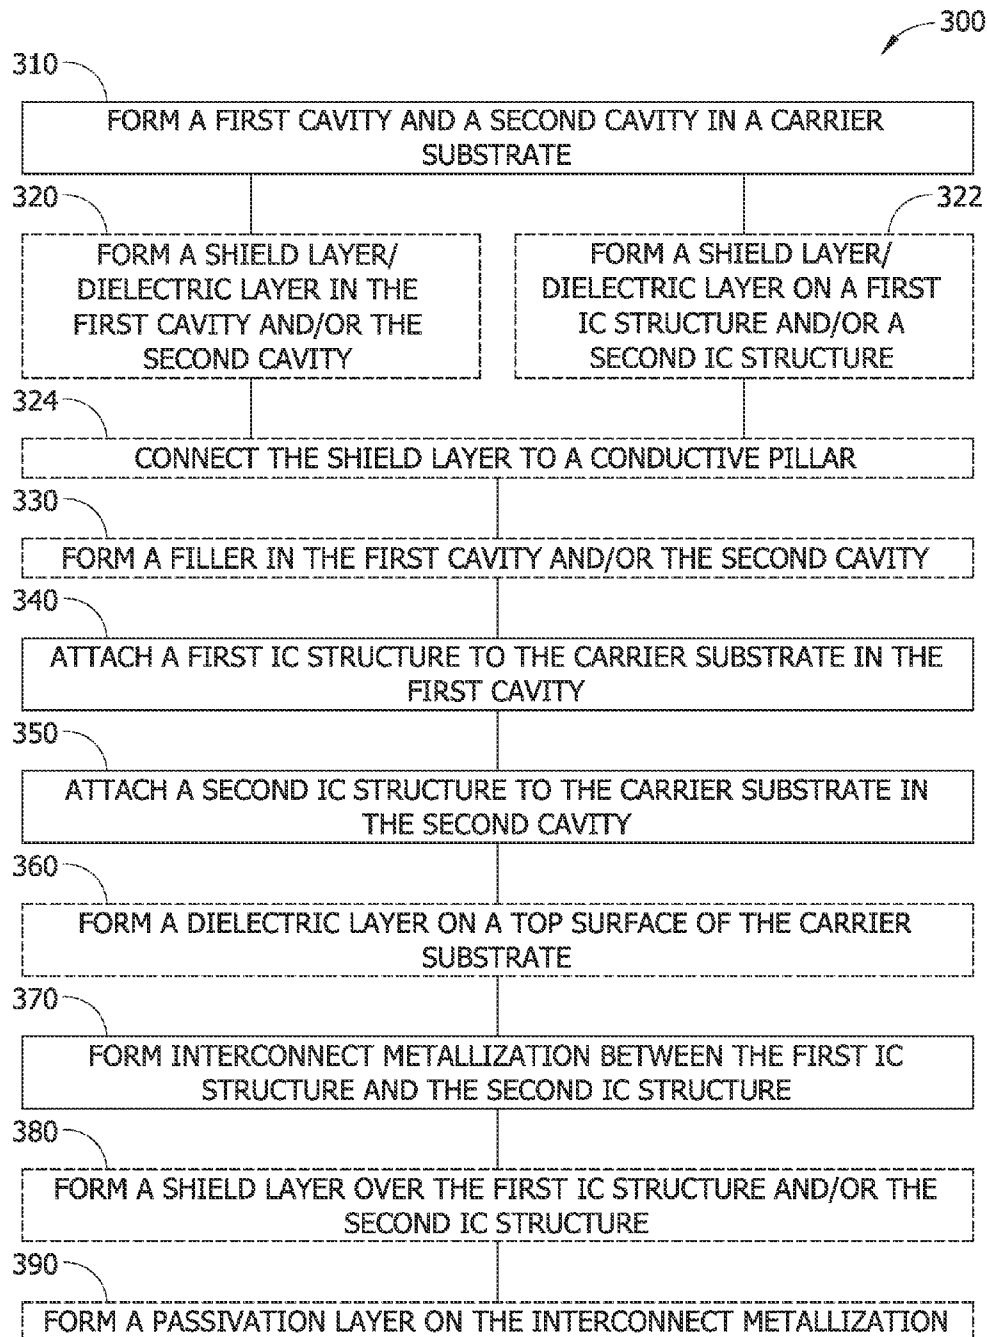 300
310
FORM A FIRST CAVITY AND A SECOND CAVITY IN A CARRIER
SUBSTRATE
320
FORM A SHIELD LAYER/
DIELECTRIC LAYER IN THE
FIRST CAVITY AND/OR THE
SECOND CAVITY
322
FORM A SHIELD LAYER/
DIELECTRIC LAYER ON A FIRST
IC STRUCTURE AND/OR A
SECOND IC STRUCTURE
324
CONNECT THE SHIELD LAYER TO A CONDUCTIVE PILLAR
330
FORM A FILLER IN THE FIRST CAVITY AND/OR THE SECOND CAVITY
340
ATTACH A FIRST IC STRUCTURE TO THE CARRIER SUBSTRATE IN THE
FIRST CAVITY
350
ATTACH A SECOND IC STRUCTURE TO THE CARRIER SUBSTRATE IN
THE SECOND CAVITY
360
FORM A DIELECTRIC LAYER ON A TOP SURFACE OF THE CARRIER
SUBSTRATE
370
FORM INTERCONNECT METALLIZATION BETWEEN THE FIRST IC
STRUCTURE AND THE SECOND IC STRUCTURE
380
FORM A SHIELD LAYER OVER THE FIRST IC STRUCTURE AND/OR THE
SECOND IC STRUCTURE
390
FORM A PASSIVATION LAYER ON THE INTERCONNECT METALLIZATION